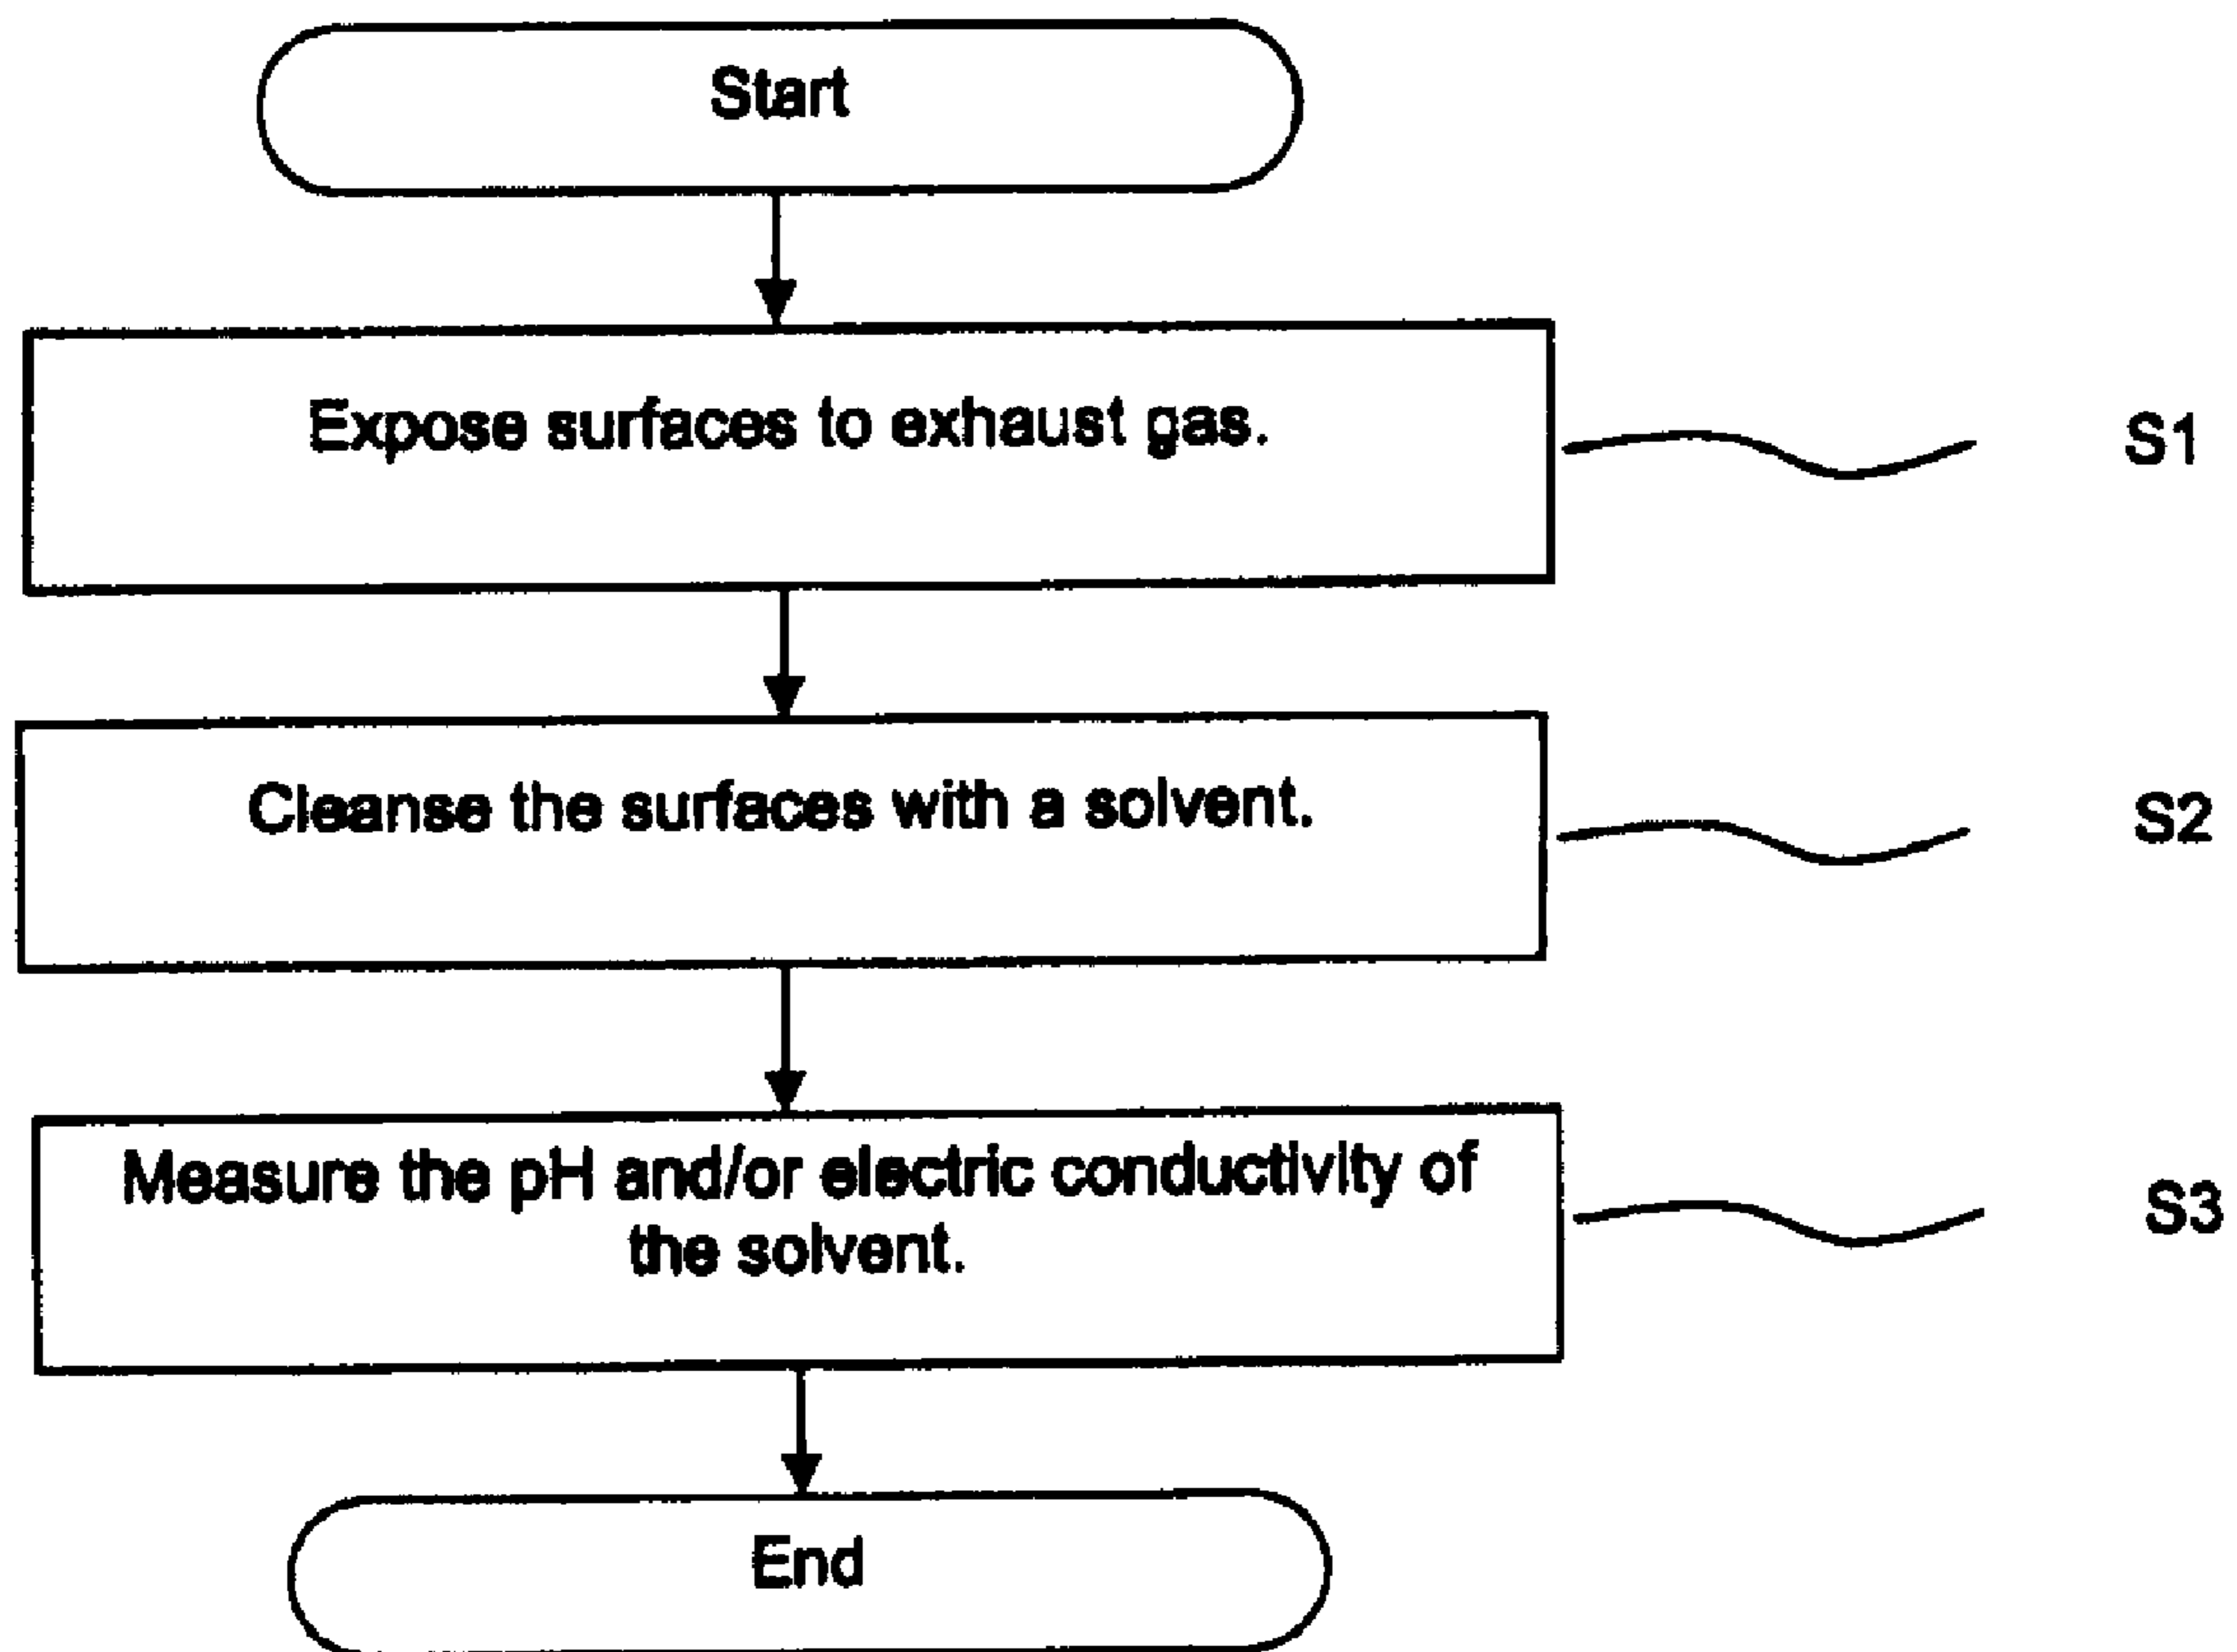 Start
Expose surfaces to exhaust gas.
S1
Cleanse the surfaces with a solvent.
S2
Measure the pH and/or electric conductivity of
the solvent.
S3
End